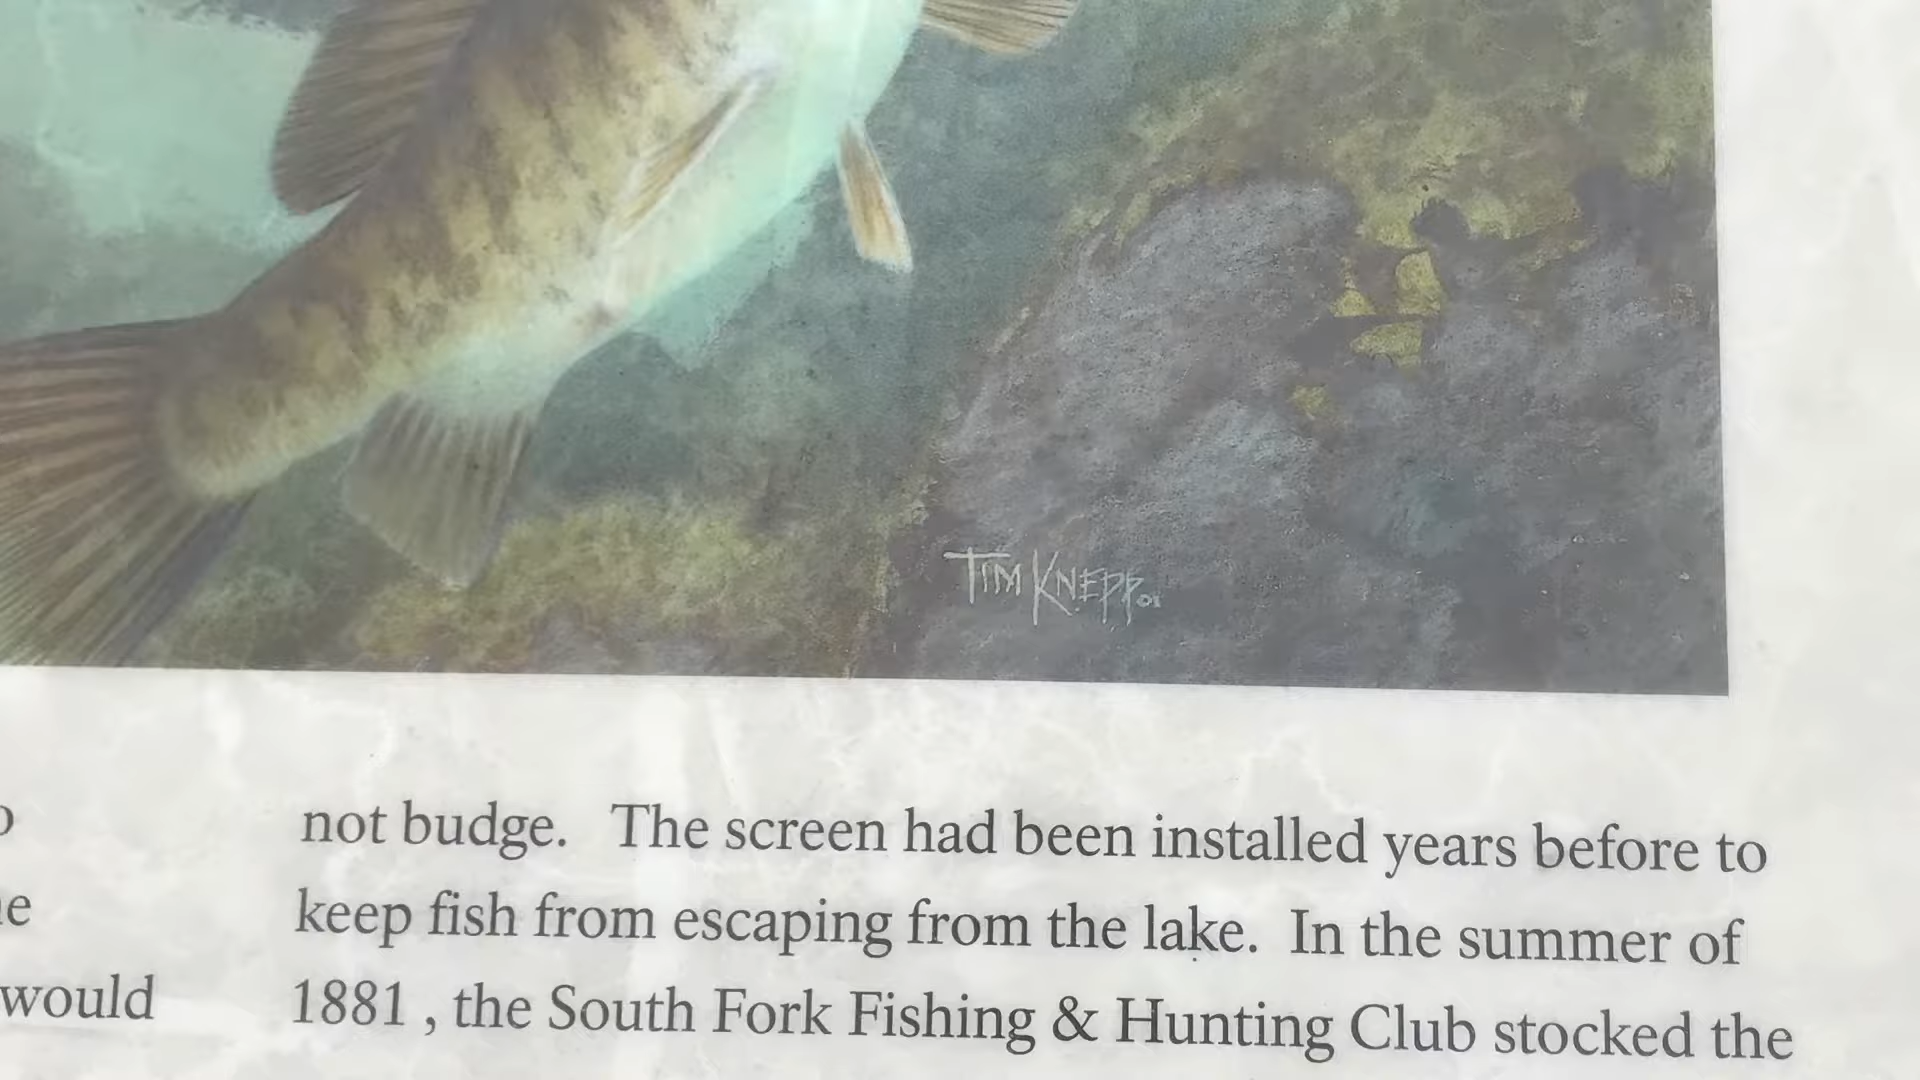 TIM KNEPP 01
would
not budge. The screen had been installed years before to
keep fish from escaping from the lake. In the summer of
1881 , the South Fork Fishing & Hunting Club stocked the